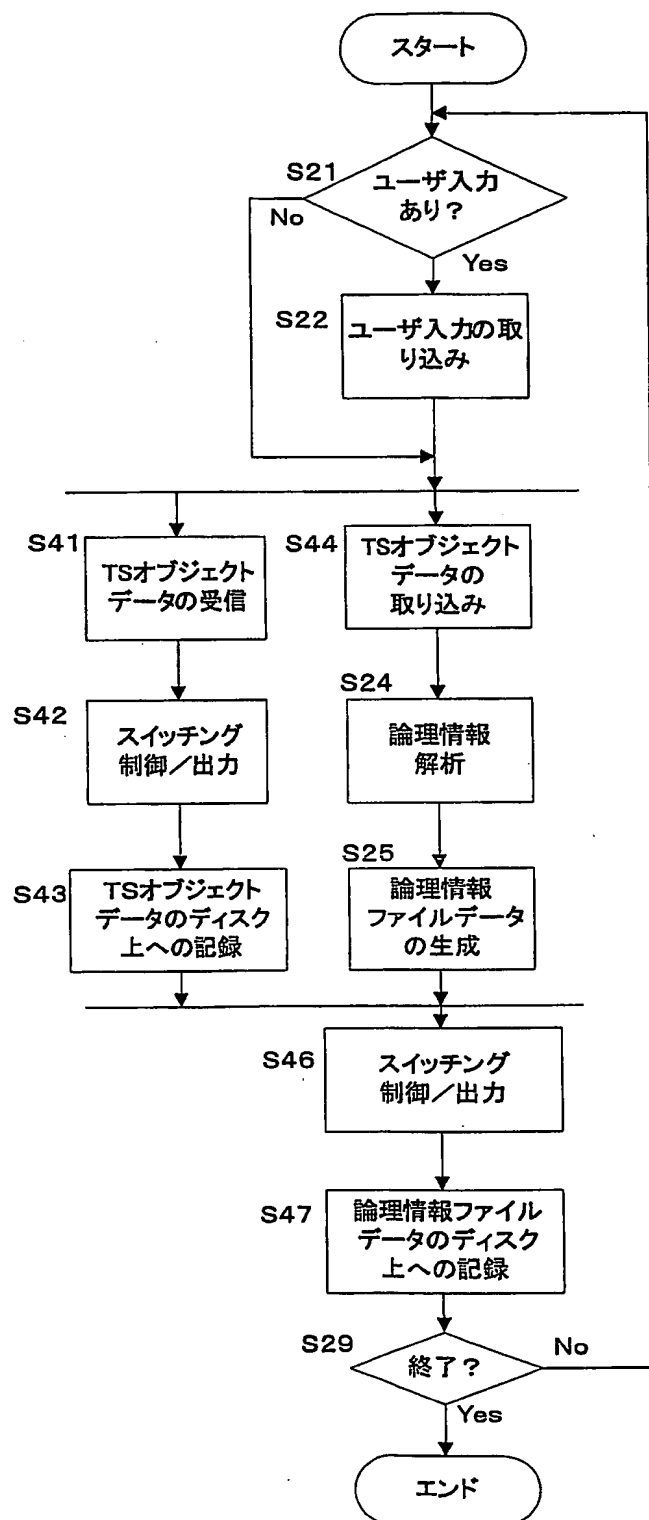 スタート
S21
ユーザ入力
あり？
No
Yes
S22
ユーザ入力の取
り込み
S41
TSオブジェクト
データの受信
S44
TSオブジェクト
データの
取り込み
S42
スイッチング
制御／出力
S24
論理情報
解析
S43
TSオブジェクト
データのディスク
上への記録
S25
論理情報
ファイルデータ
の生成
S46
スイッチング
制御／出力
S47
論理情報ファイル
データのディスク
上への記録
S29
終了？
No
Yes
エンド